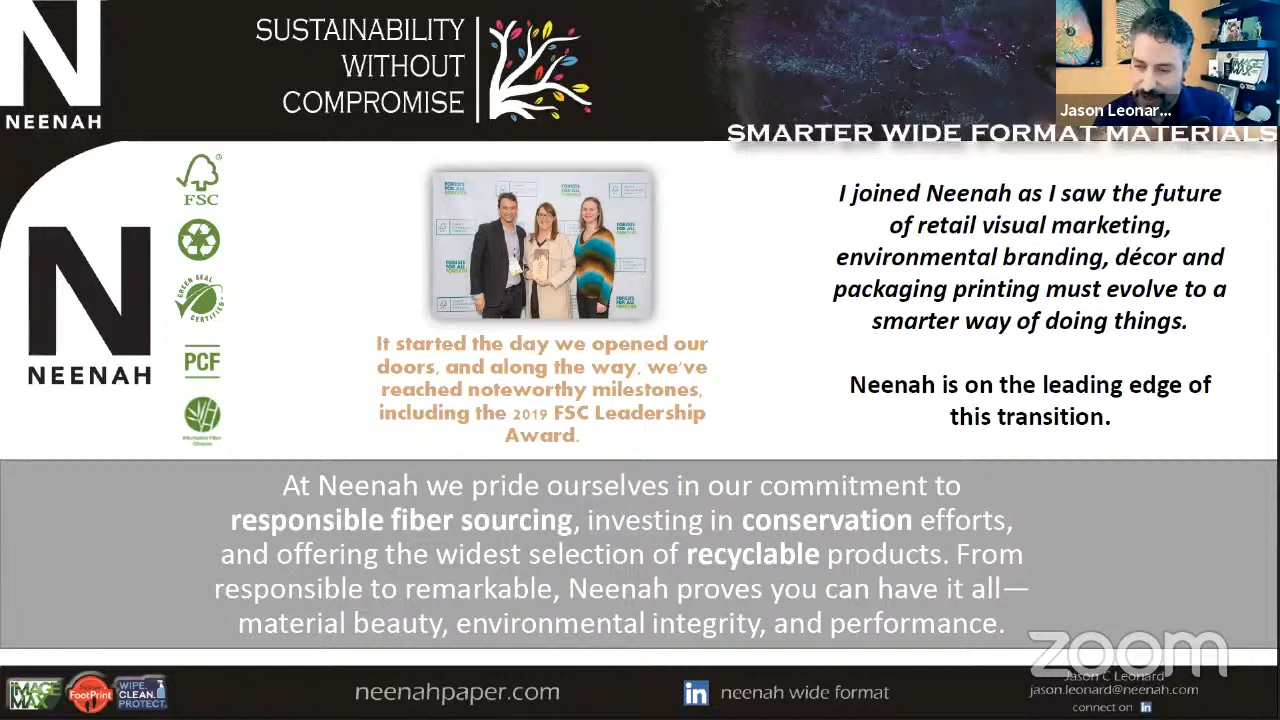 NEENAH
SUSTAINABILITY
WITHOUT
COMPROMISE
Jason Leonar...
SMARTER WIDE FORMAT MATERIALS
FSC
GREEN SEAL
CERTIFIED
PCF
NEENAH
It started the day we opened our
doors, and along the way, we've
reached noteworthy milestones,
including the 2019 FSC Leadership
Award.
I joined Neenah as I saw the future
of retail visual marketing,
environmental branding, décor and
packaging printing must evolve to a
smarter way of doing things.
Neenah is on the leading edge of
this transition.
At Neenah we pride ourselves in our commitment to
responsible fiber sourcing, investing in conservation efforts,
and offering the widest selection of recyclable products. From
responsible to remarkable, Neenah proves you can have it all—
material beauty, environmental integrity, and performance.
zoom
IMAGE
MAX
FootPrint
WIPE.
CLEAN.
PROTECT.
neenahpaper.com
in neenah wide format
Jason C Leonard
jason.leonard@neenah.com
connect on in